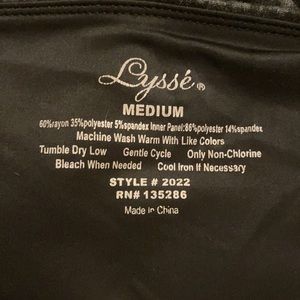 Lyssé®
MEDIUM
60%rayon 35%polyester 5%spandex Inner Panel:86%polyester 14%spandex
Machine Wash Warm With Like Colors
Tumble Dry Low Gentle Cycle Only Non-Chlorine
Bleach When Needed Cool Iron If Necessary
STYLE # 2022
RN# 135286
Made in China